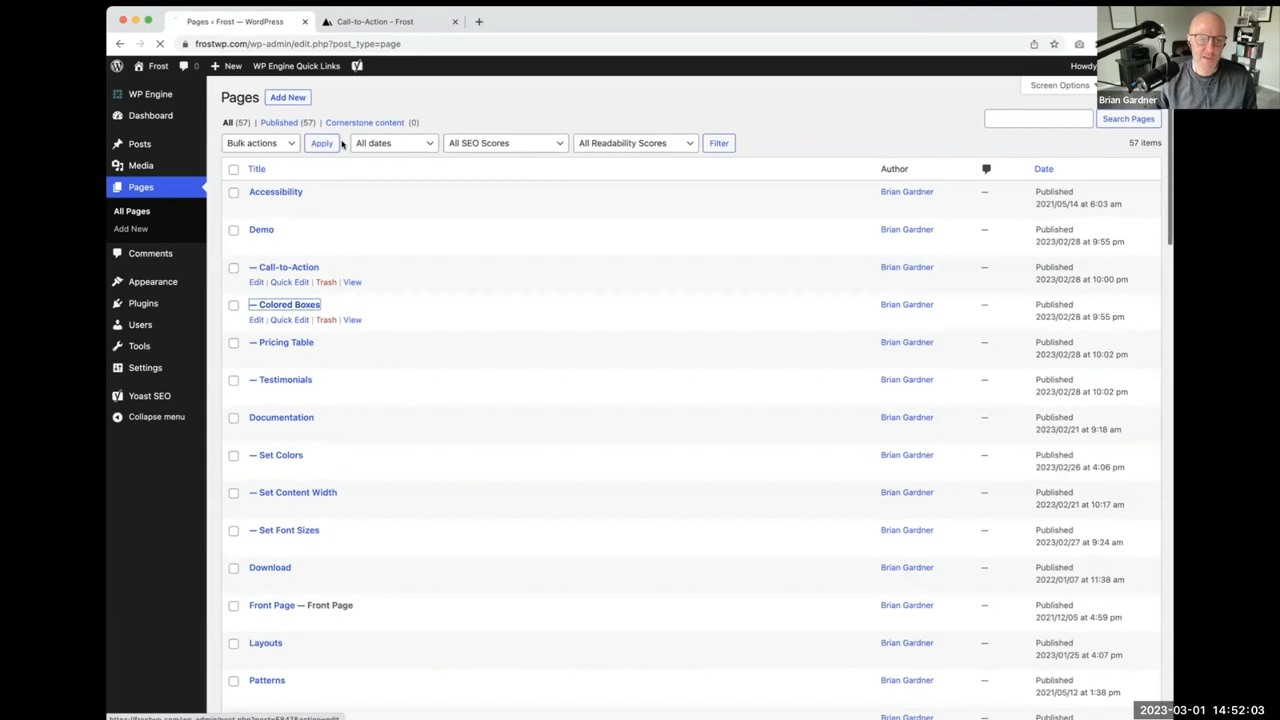 Pages ‹ Frost — WordPress
Call-to-Action - Frost
frostwp.com/wp-admin/edit.php?post_type=page
Frost
0
New
WP Engine Quick Links
Howdy
Brian Gardner
WP Engine
Dashboard
Posts
Media
Pages
All Pages
Add New
Comments
Appearance
Plugins
Users
Tools
Settings
Yoast SEO
Collapse menu
Pages Add New
Screen Options
All (57) | Published (57) | Cornerstone content (0)
Search Pages
Bulk actions Apply All dates All SEO Scores All Readability Scores Filter
57 items
Title Author Date
Accessibility Brian Gardner — Published
2021/05/14 at 6:03 am
Demo Brian Gardner — Published
2023/02/28 at 9:55 pm
— Call-to-Action Brian Gardner — Published
Edit | Quick Edit | Trash | View 2023/02/28 at 10:00 pm
— Colored Boxes Brian Gardner — Published
Edit | Quick Edit | Trash | View 2023/02/28 at 9:55 pm
— Pricing Table Brian Gardner — Published
2023/02/28 at 10:02 pm
— Testimonials Brian Gardner — Published
2023/02/28 at 10:02 pm
Documentation Brian Gardner — Published
2023/02/21 at 9:18 am
— Set Colors Brian Gardner — Published
2023/02/26 at 4:06 pm
— Set Content Width Brian Gardner — Published
2023/02/21 at 10:17 am
— Set Font Sizes Brian Gardner — Published
2023/02/27 at 9:24 am
Download Brian Gardner — Published
2022/01/07 at 11:38 am
Front Page — Front Page Brian Gardner — Published
2021/12/05 at 4:59 pm
Layouts Brian Gardner — Published
2023/01/25 at 4:07 pm
Patterns Brian Gardner — Published
2021/05/12 at 1:38 pm
2023-03-01 14:52:03